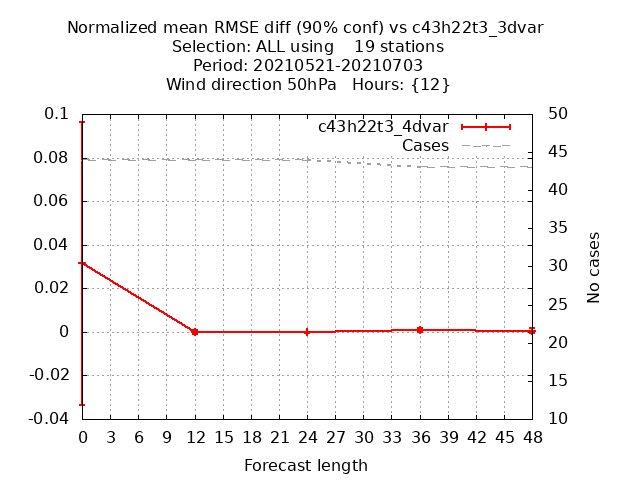 Normalized mean RMSE diff (90% conf) vs c43h22t3_3dvar
Selection: ALL using    19 stations
Period: 20210521-20210703
Wind direction 50hPa   Hours: {12}
c43h22t3_4dvar
Cases
0.1
0.08
0.06
0.04
0.02
0
-0.02
-0.04
50
45
40
35
30
25
20
15
10
No cases
0 3 6 9 12 15 18 21 24 27 30 33 36 39 42 45 48
Forecast length